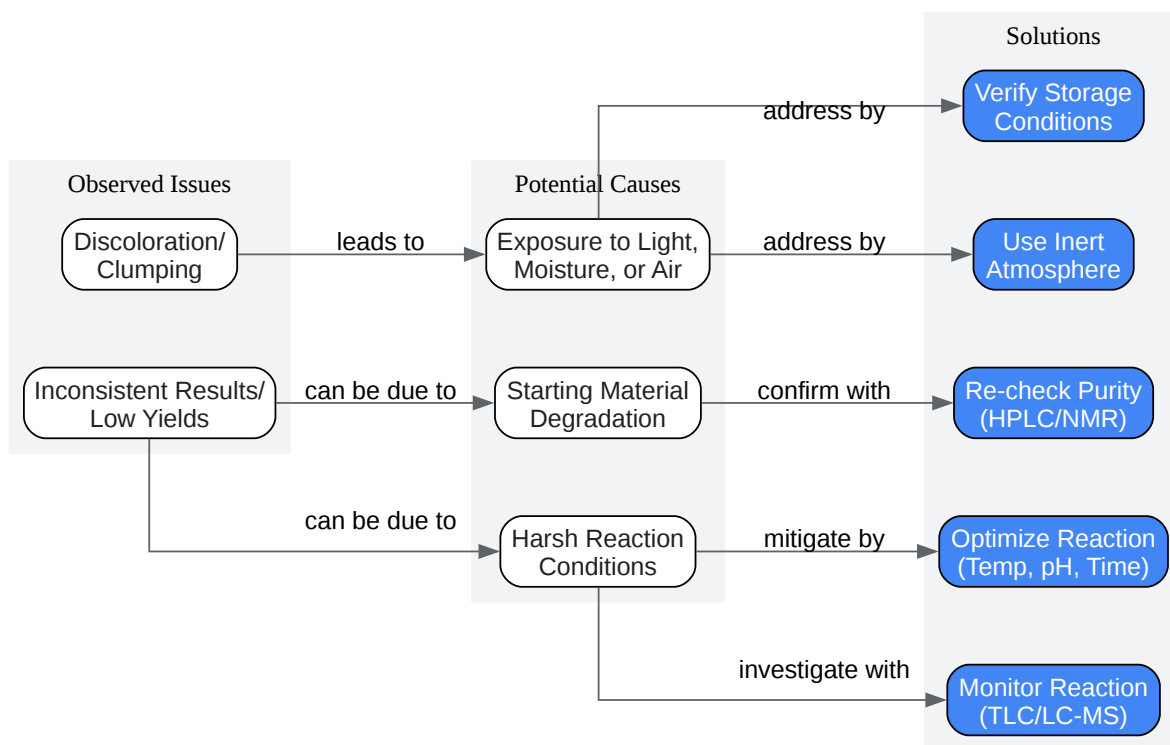 Solutions
Verify Storage
Conditions
address by
Observed Issues
Potential Causes
Discoloration/
Clumping
leads to
Exposure to Light,
Moisture, or Air
address by
Use Inert
Atmosphere
Inconsistent Results/
Low Yields
can be due to
Starting Material
Degradation
confirm with
Re-check Purity
(HPLC/NMR)
can be due to
Harsh Reaction
Conditions
mitigate by
Optimize Reaction
(Temp, pH, Time)
investigate with
Monitor Reaction
(TLC/LC-MS)